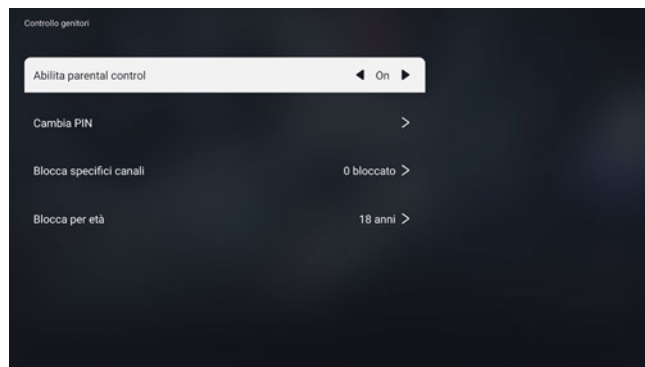 Controllo genitori
Abilita parental control ◀ On ▶
Cambia PIN >
Blocca specifici canali 0 bloccato >
Blocca per età 18 anni >